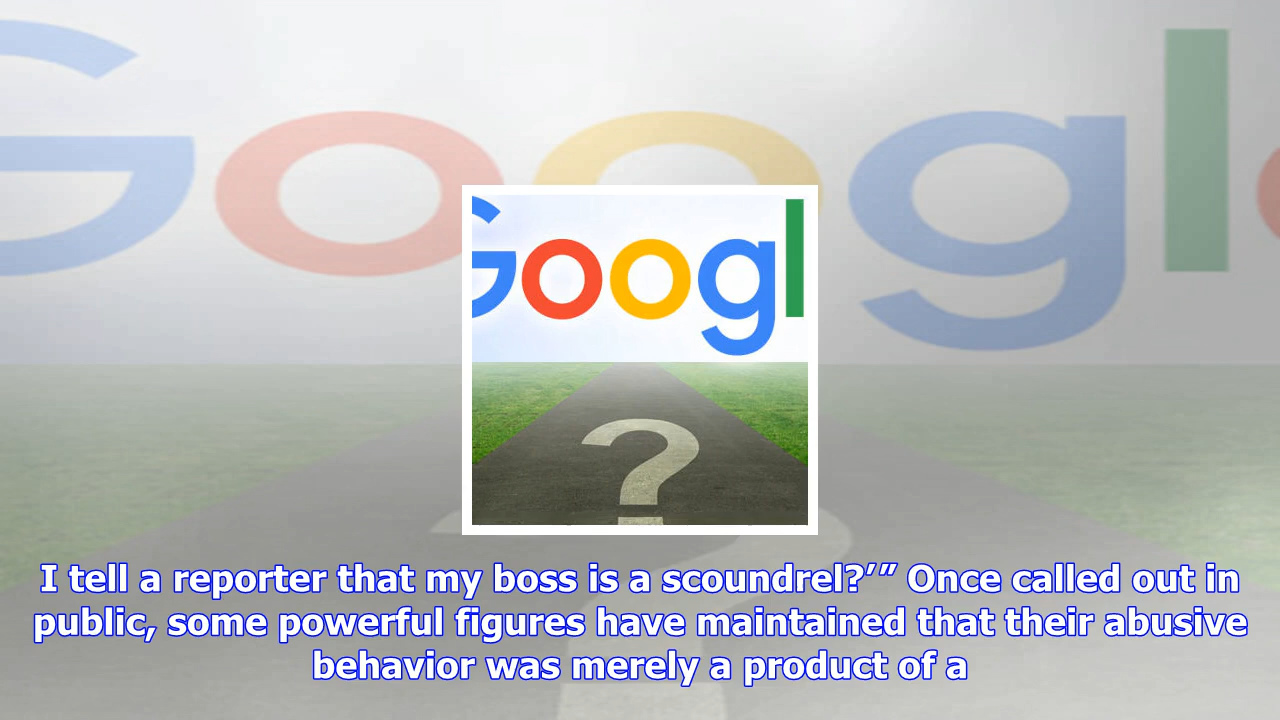 Googl
Googl
?
I tell a reporter that my boss is a scoundrel?’” Once called out in
public, some powerful figures have maintained that their abusive
behavior was merely a product of a